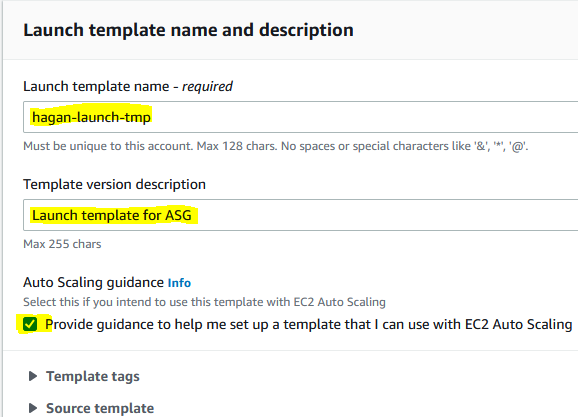 Launch template name and description
Launch template name - required
hagan-launch-tmp
Must be unique to this account. Max 128 chars. No spaces or special characters like '&', '*', '@'.
Template version description
Launch template for ASG
Max 255 chars
Auto Scaling guidance Info
Select this if you intend to use this template with EC2 Auto Scaling
Provide guidance to help me set up a template that I can use with EC2 Auto Scaling
Template tags
Source template